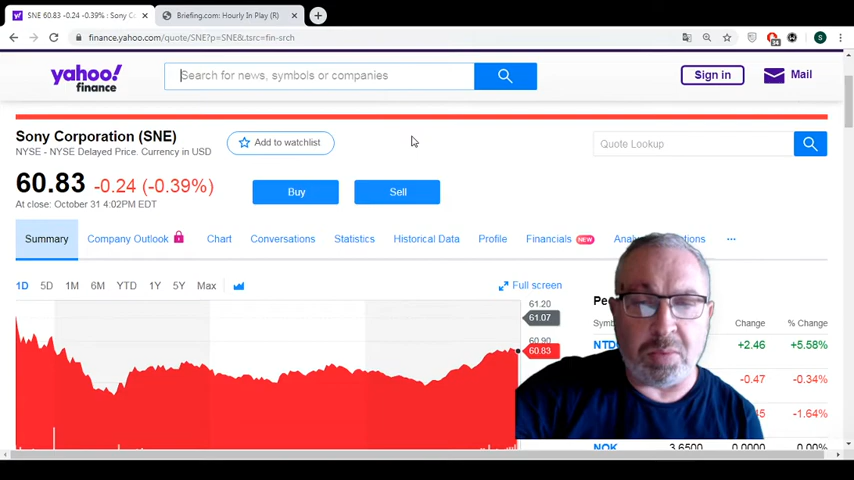 SNE 60.83 -0.24 -0.39% : Sony Co
Briefing.com: Hourly In Play (R)
finance.yahoo.com/quote/SNE?p=SNE&.tsrc=fin-srch
yahoo!
finance
Search for news, symbols or companies
Sign in
Mail
Sony Corporation (SNE)
NYSE - NYSE Delayed Price. Currency in USD
Add to watchlist
Quote Lookup
60.83 -0.24 (-0.39%)
At close: October 31 4:02PM EDT
Buy
Sell
Summary
Company Outlook
Chart
Conversations
Statistics
Historical Data
Profile
Financials
NEW
1D 5D 1M 6M YTD 1Y 5Y Max
Full screen
61.20
61.07
60.90
60.83
Change % Change
+2.46 +5.58%
-0.47 -0.34%
-1.64%
NOK 3.6500 0.0000 0.00%